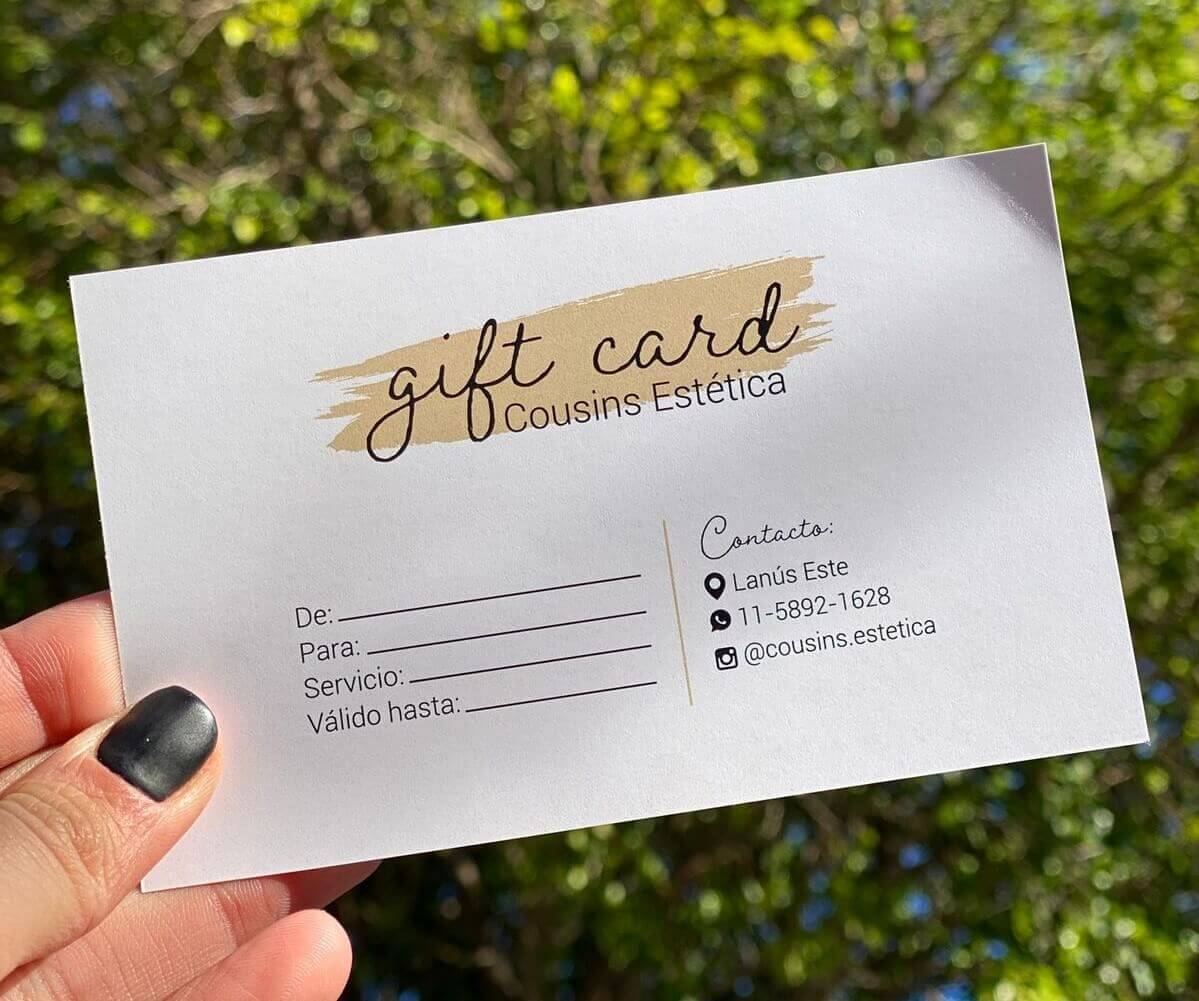 gift card
Cousins Estética
De:
Para:
Servicio:
Válido hasta:
Contacto:
Lanús Este
11-5892-1628
@cousins.estetica